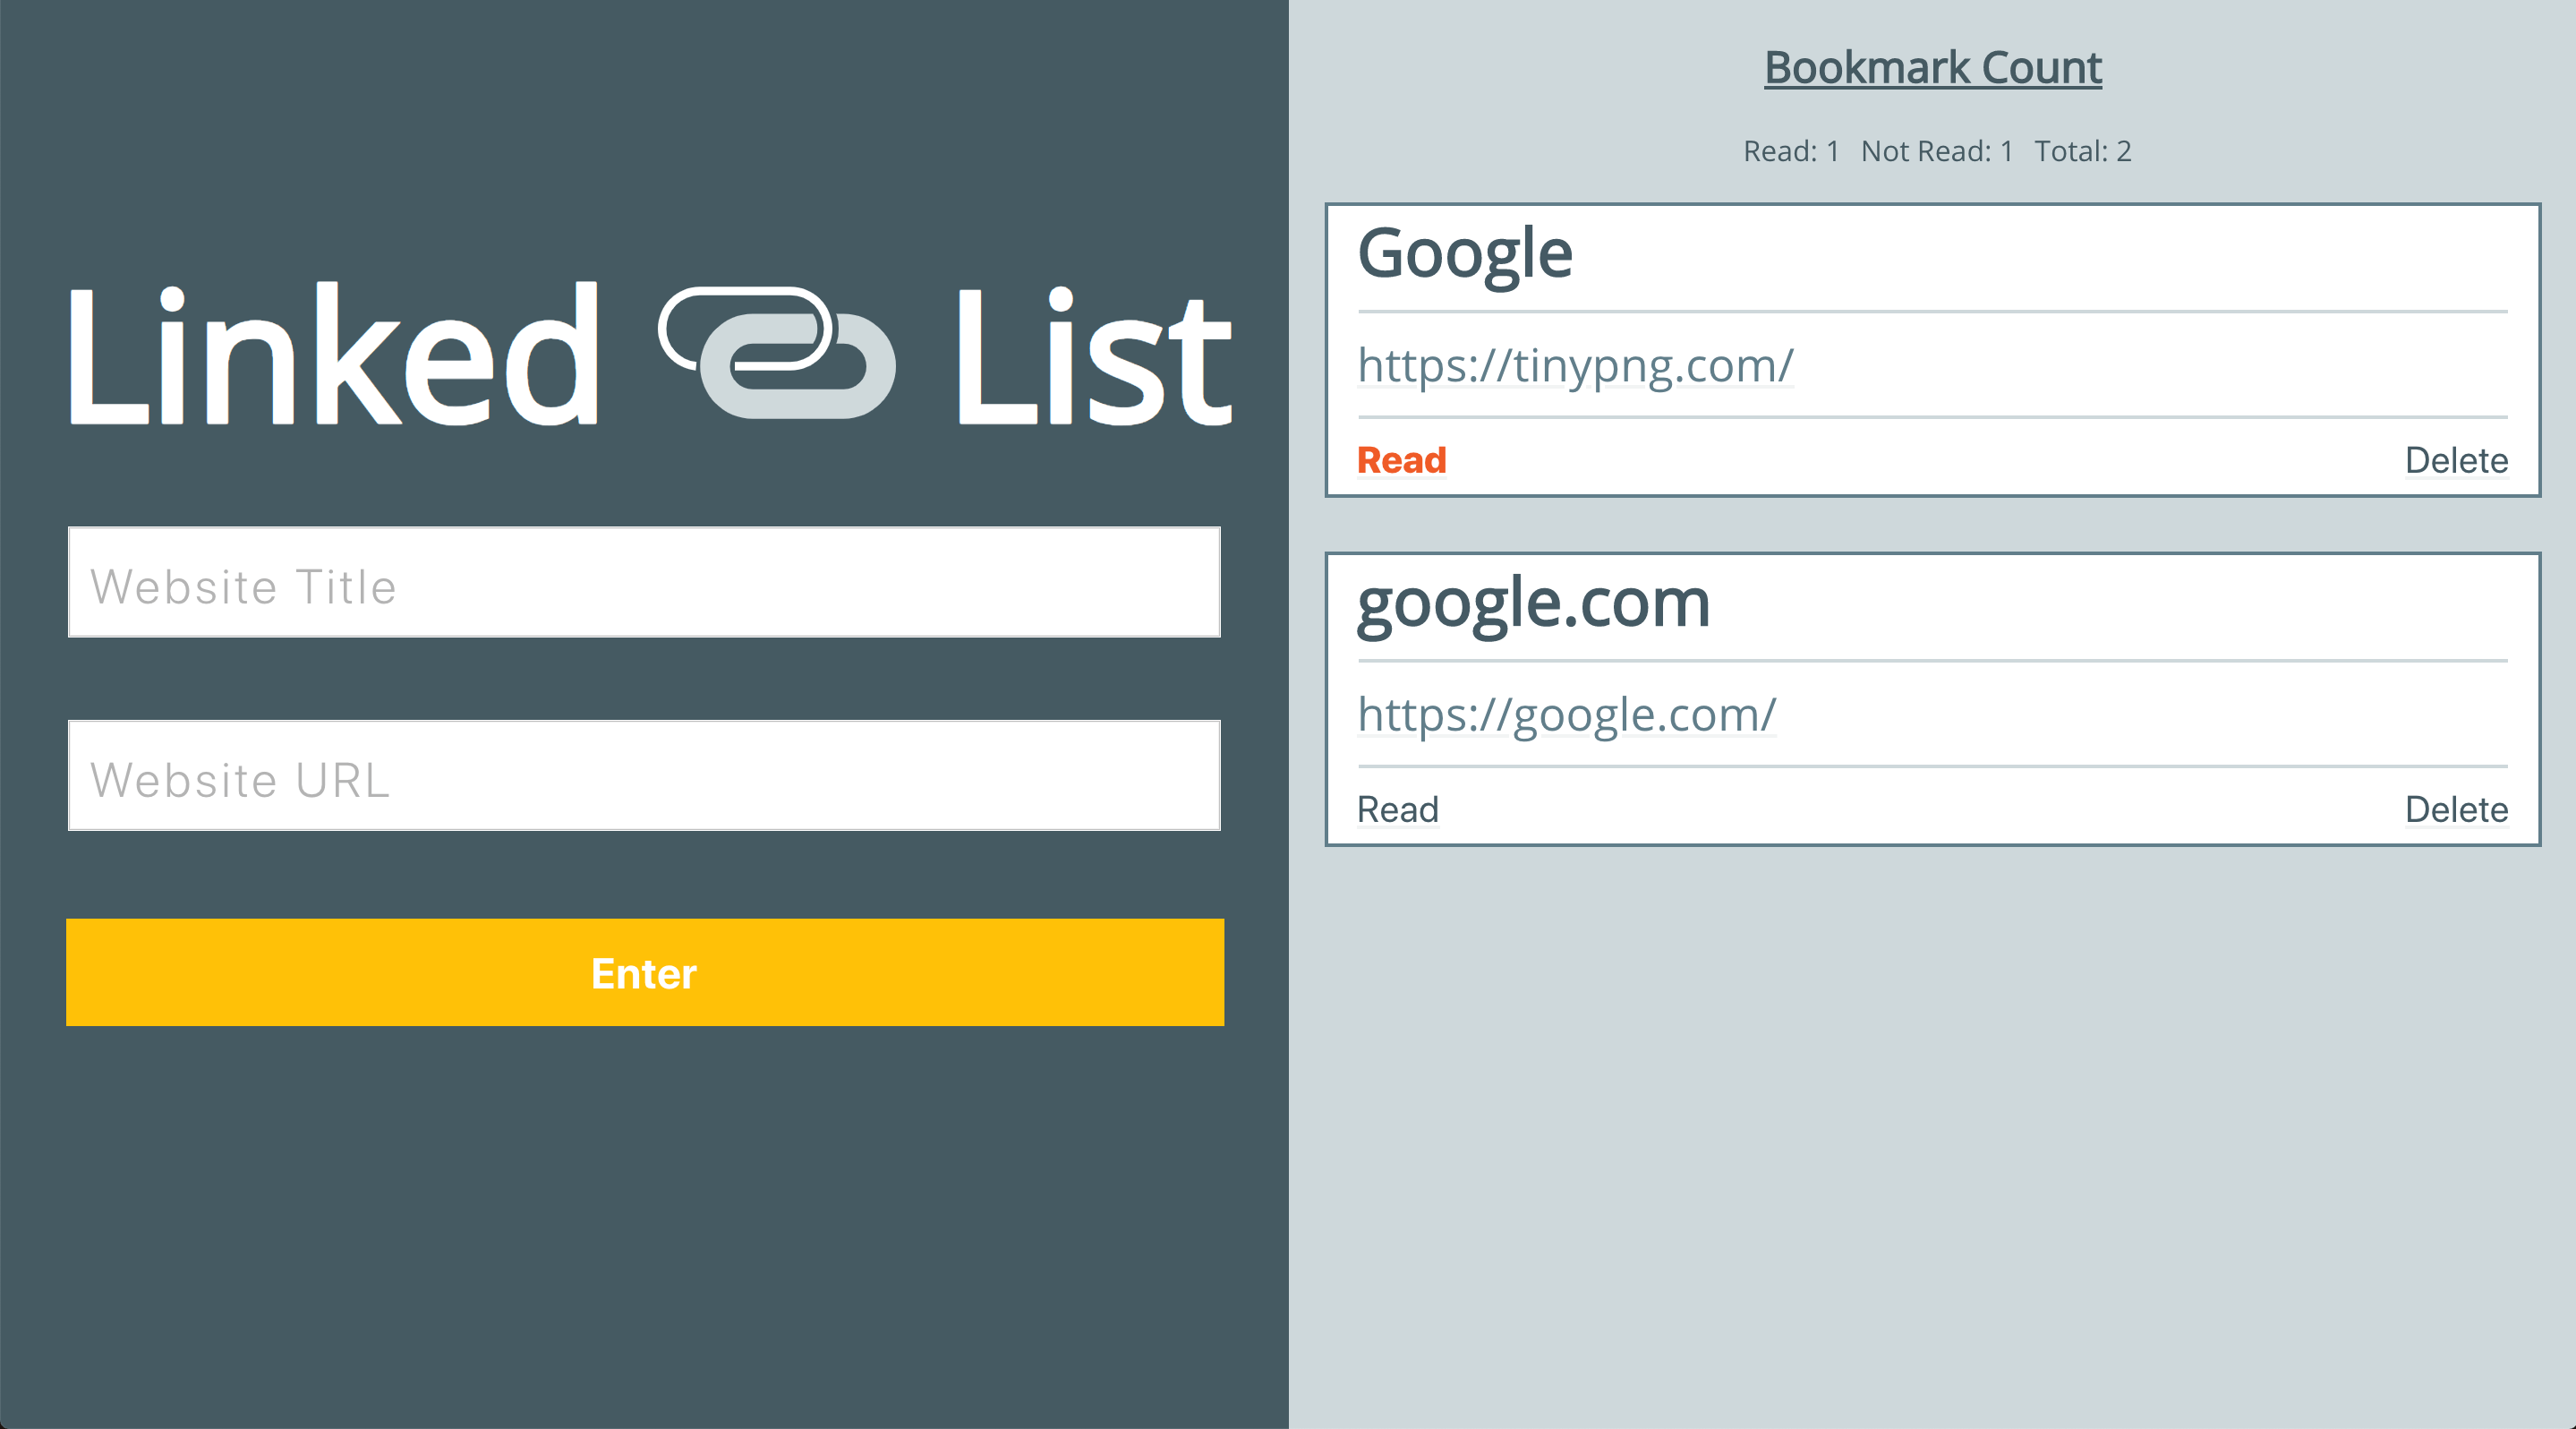 Linked List
Website Title
Website URL
Enter
Bookmark Count
Read: 1 Not Read: 1 Total: 2
Google
https://tinypng.com/
Read Delete
google.com
https://google.com/
Read Delete